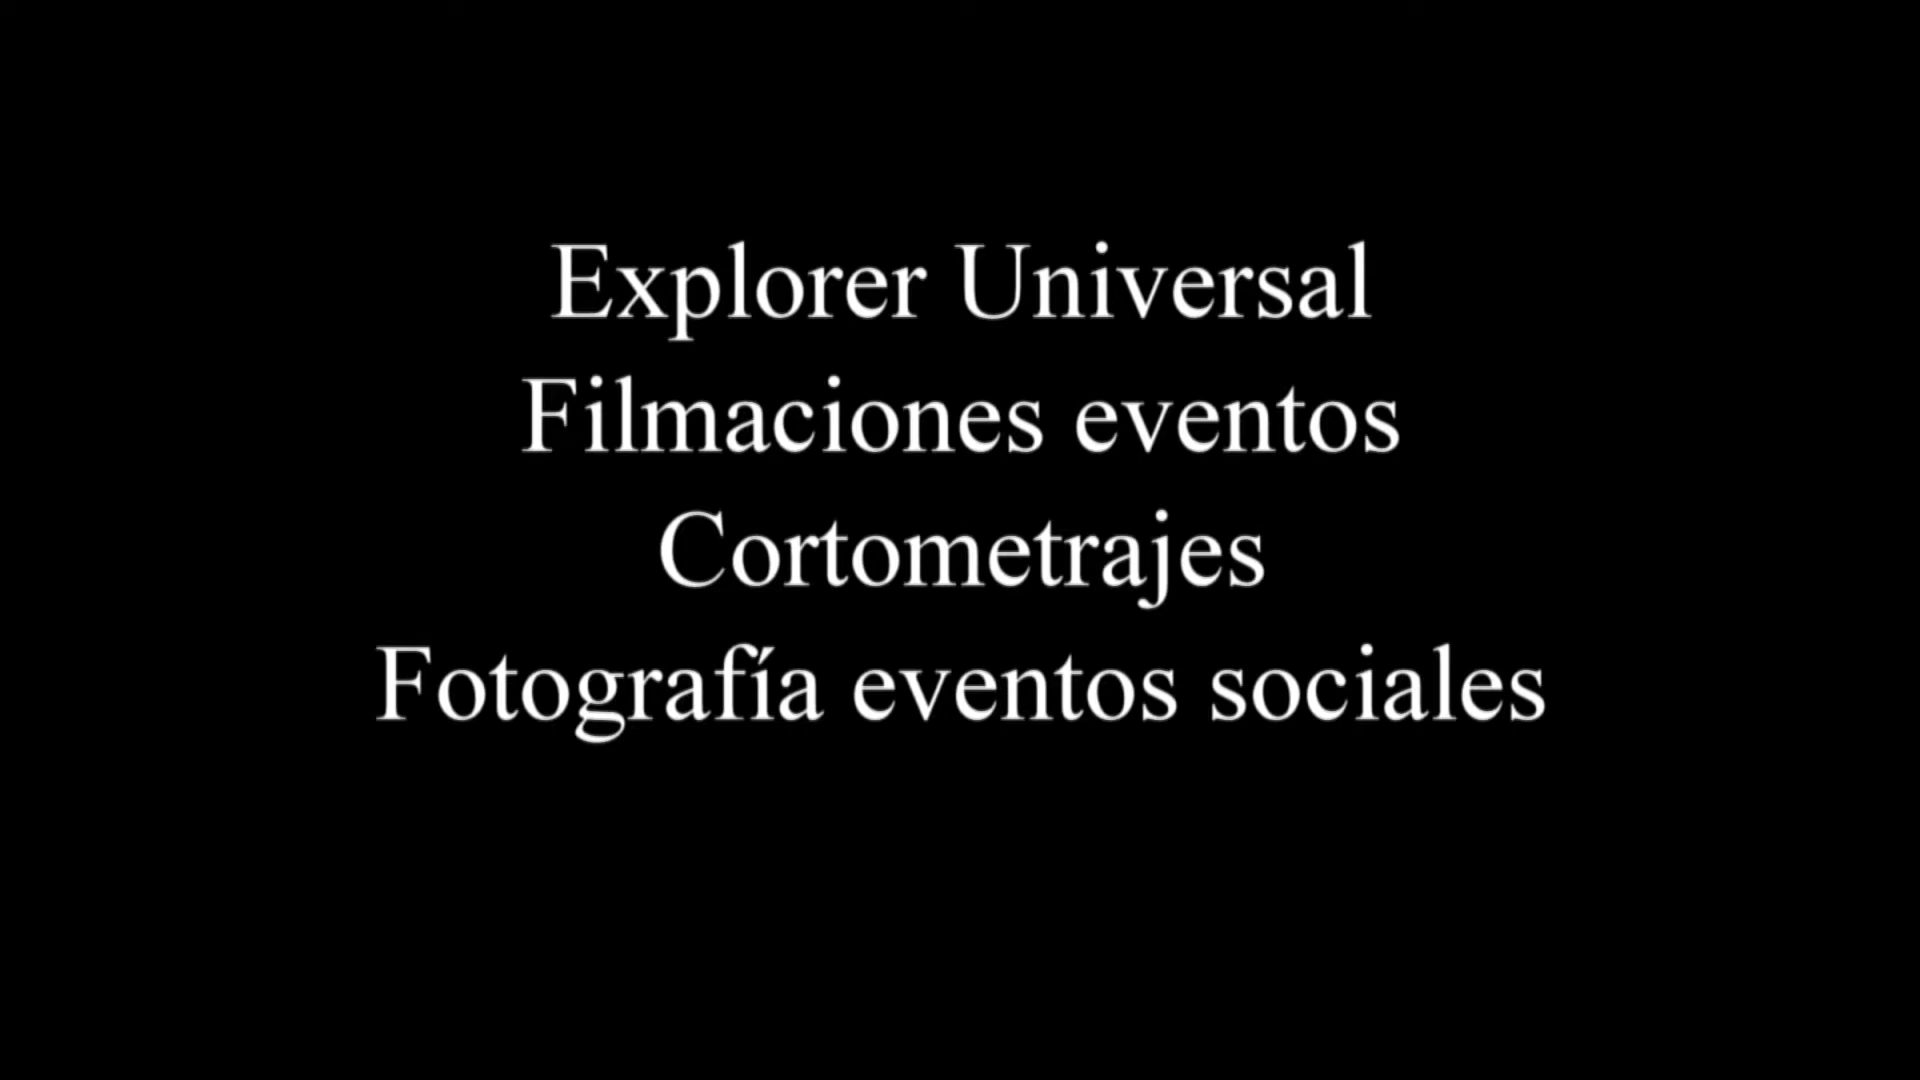 Explorer Universal
Filmaciones eventos
Cortometrajes
Fotografía eventos sociales